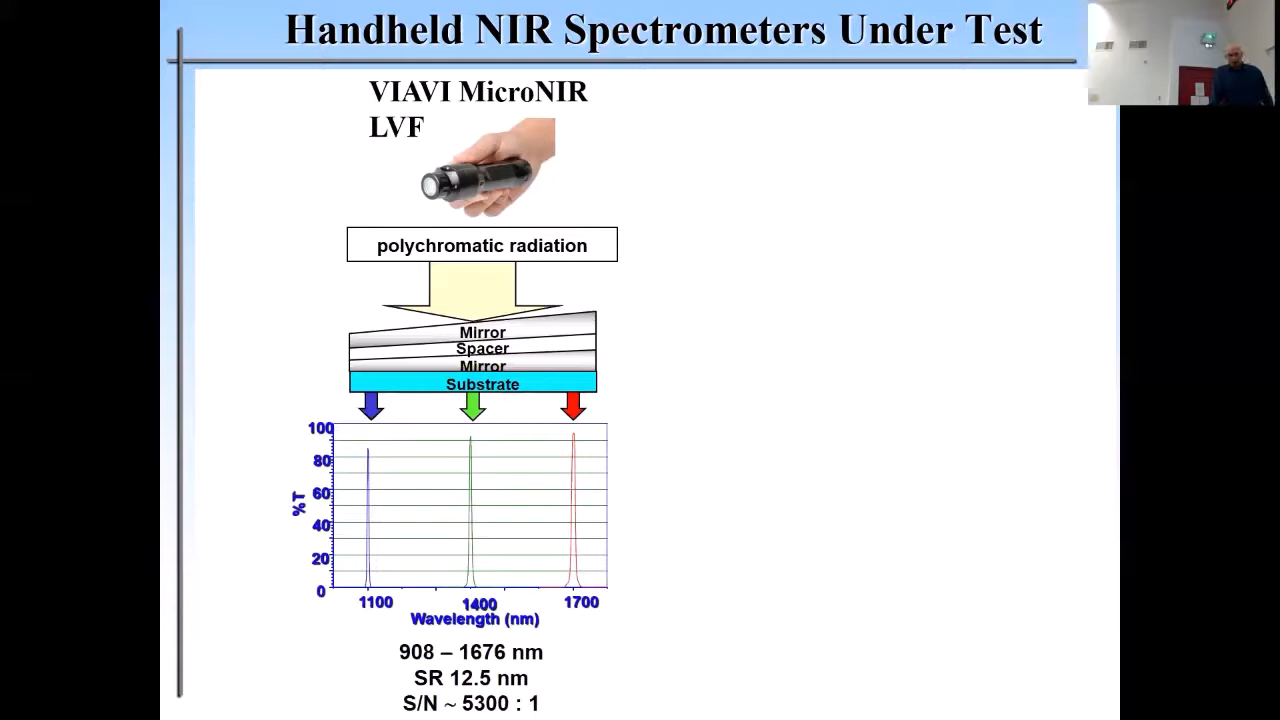 Handheld NIR Spectrometers Under Test
VIAVI MicroNIR
LVF
polychromatic radiation
Mirror
Spacer
Mirror
Substrate
100
80
60
40
20
0
%T
1100 1400 1700
Wavelength (nm)
908 – 1676 nm
SR 12.5 nm
S/N ~ 5300 : 1